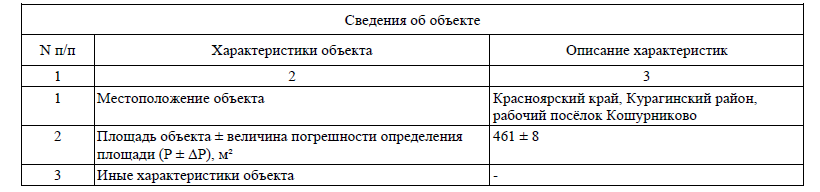 Сведения об объекте
N п/п Характеристики объекта Описание характеристик
1 2 3
1 Местоположение объекта Красноярский край, Курагинский район,
рабочий посёлок Кошурниково
2 Площадь объекта ± величина погрешности определения 461 ± 8
площади (P ± ΔP), м²
3 Иные характеристики объекта -